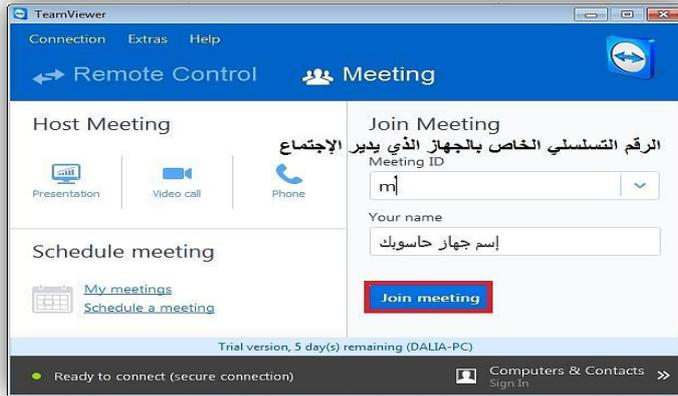 TeamViewer
Connection Extras Help
Remote Control Meeting
Host Meeting
Presentation Video call Phone
Schedule meeting
My meetings
Schedule a meeting
Join Meeting
الرقم التسلسلي الخاص بالجهاز الذي يدير الإجتماع
Meeting ID
m
Your name
إسم جهاز حاسوبك
Join meeting
Trial version, 5 day(s) remaining (DALIA-PC)
Ready to connect (secure connection)
Computers & Contacts
Sign In